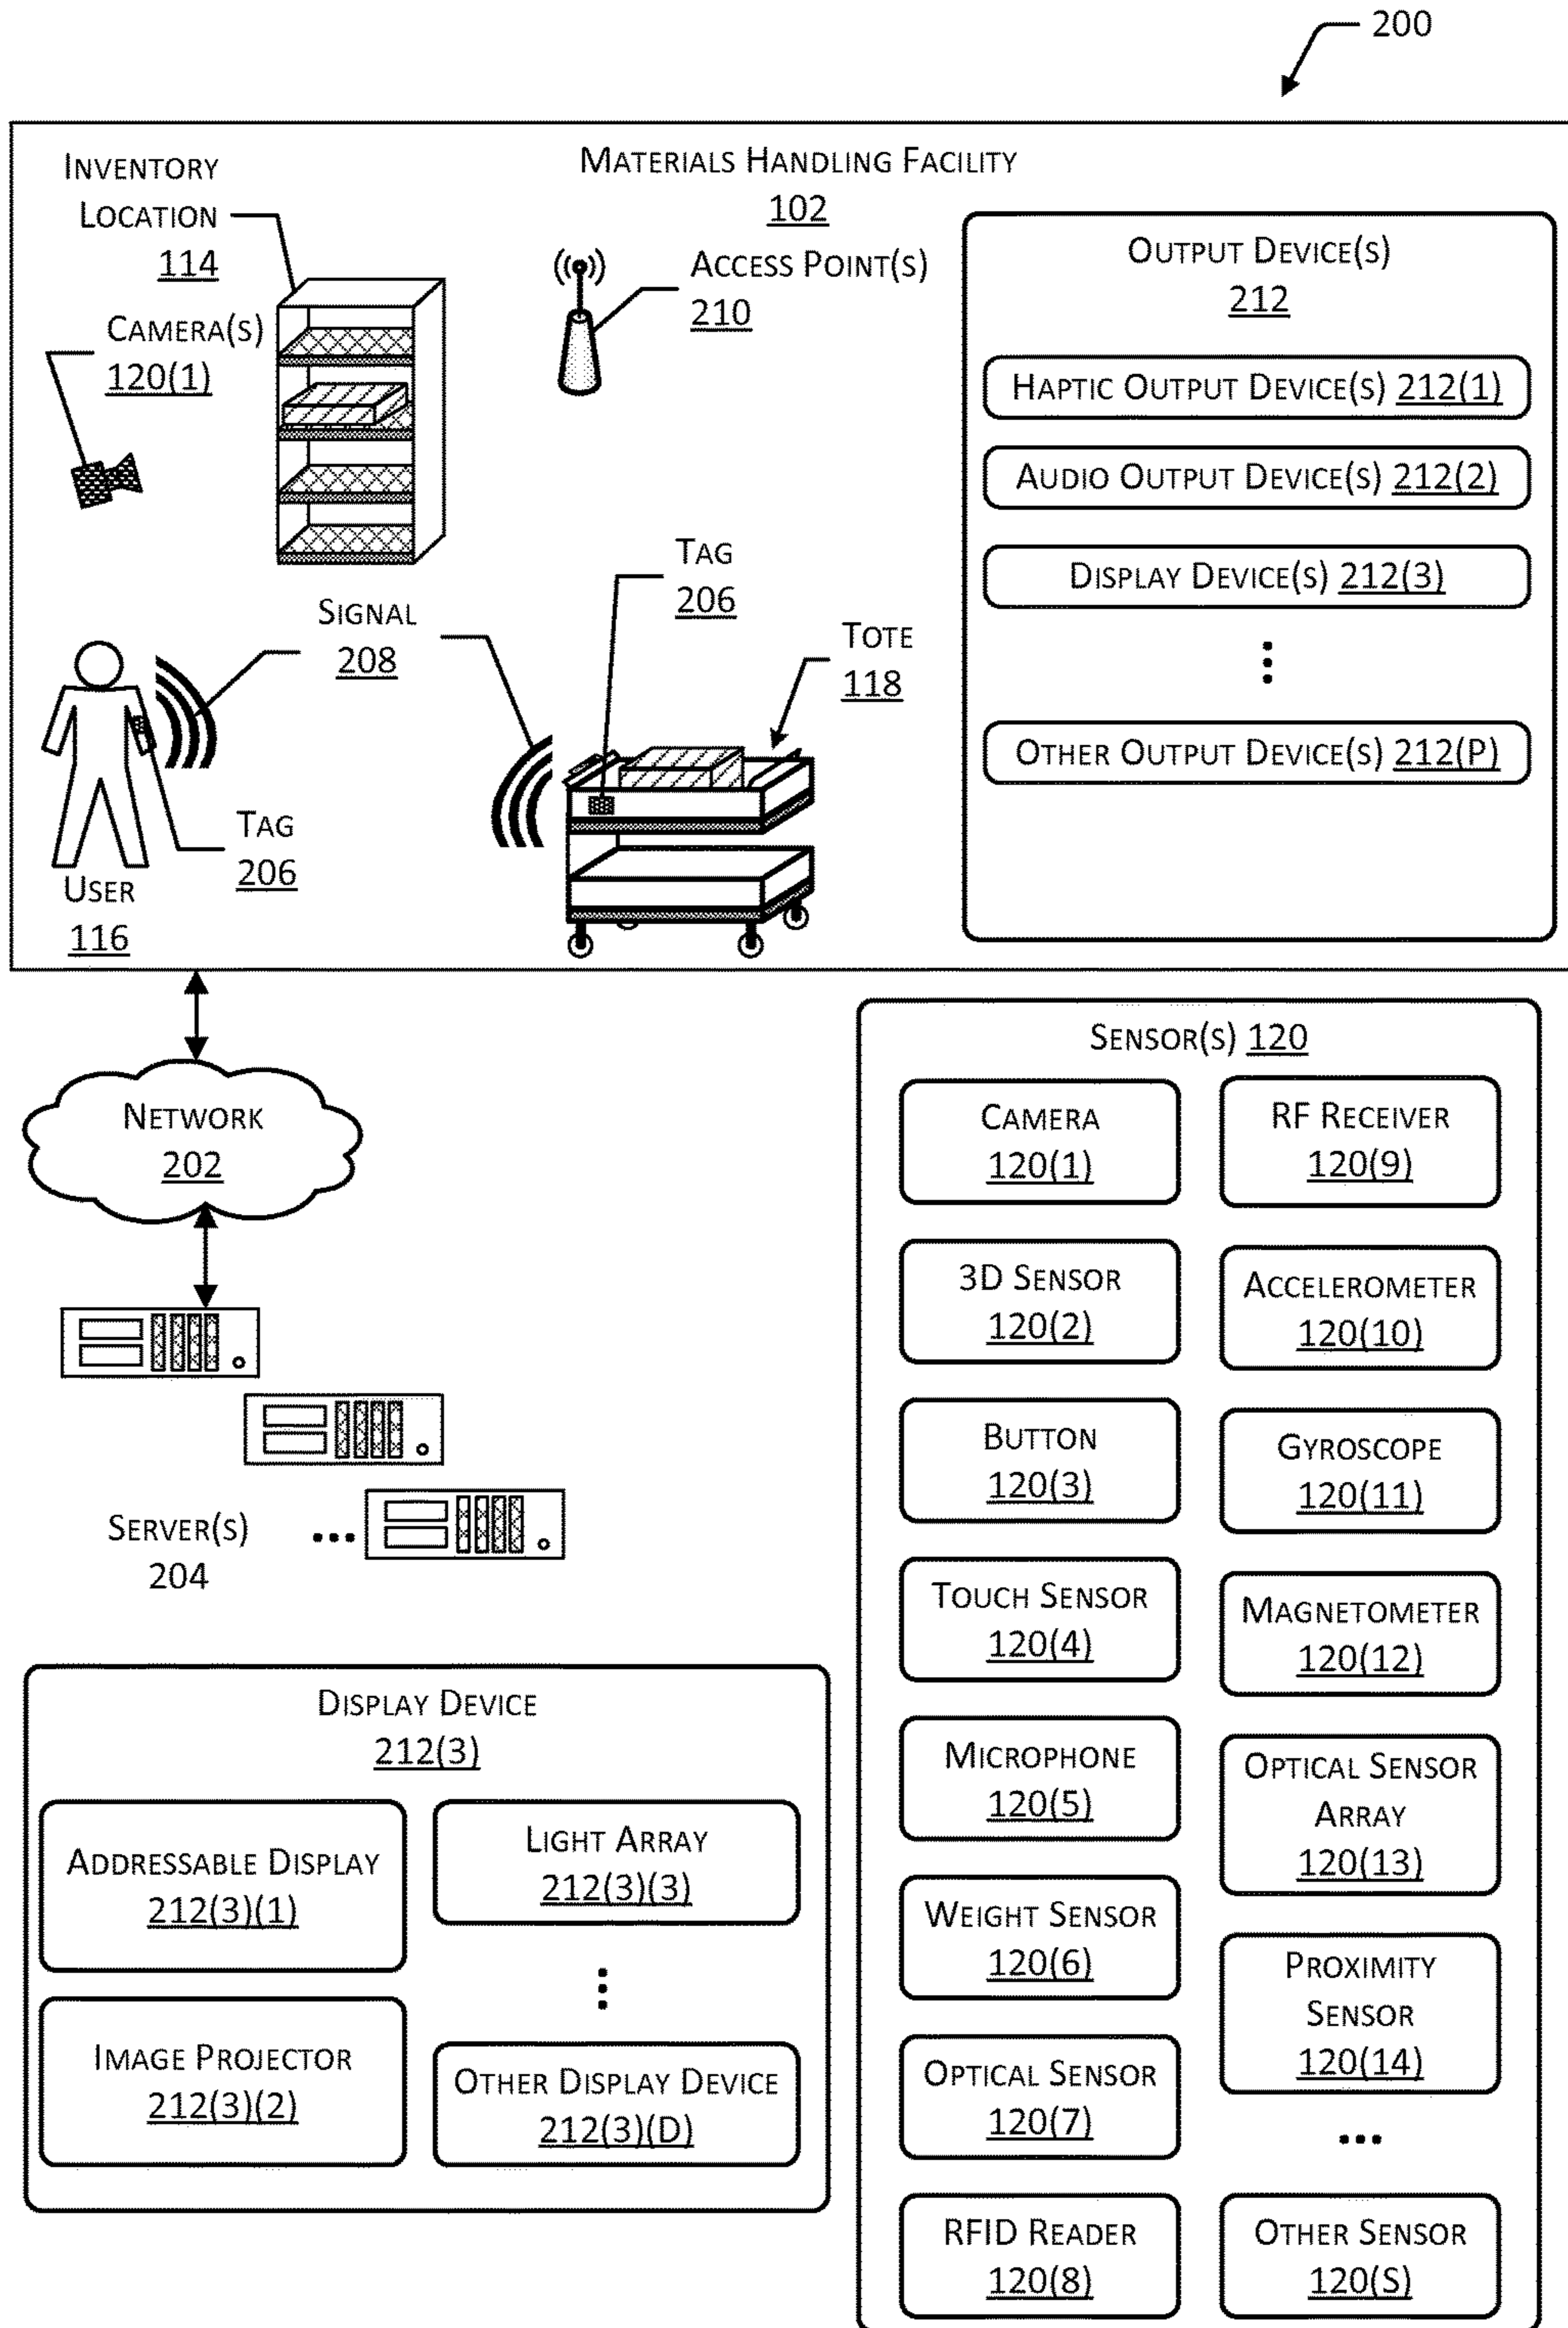 200
INVENTORY
LOCATION
114
MATERIALS HANDLING FACILITY
102
CAMERA(S)
120(1)
ACCESS POINT(S)
210
OUTPUT DEVICE(S)
212
HAPTIC OUTPUT DEVICE(S) 212(1)
AUDIO OUTPUT DEVICE(S) 212(2)
DISPLAY DEVICE(S) 212(3)
OTHER OUTPUT DEVICE(S) 212(P)
TAG
206
SIGNAL
208
TOTE
118
TAG
206
USER
116
NETWORK
202
SERVER(S)
204
SENSOR(S) 120
CAMERA
120(1)
3D SENSOR
120(2)
BUTTON
120(3)
TOUCH SENSOR
120(4)
MICROPHONE
120(5)
WEIGHT SENSOR
120(6)
OPTICAL SENSOR
120(7)
RFID READER
120(8)
RF RECEIVER
120(9)
ACCELEROMETER
120(10)
GYROSCOPE
120(11)
MAGNETOMETER
120(12)
OPTICAL SENSOR
ARRAY
120(13)
PROXIMITY
SENSOR
120(14)
...
OTHER SENSOR
120(S)
DISPLAY DEVICE
212(3)
ADDRESSABLE DISPLAY
212(3)(1)
IMAGE PROJECTOR
212(3)(2)
LIGHT ARRAY
212(3)(3)
OTHER DISPLAY DEVICE
212(3)(D)